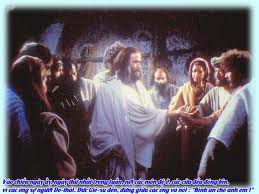 Vào chiều ngày ấy, ngày thứ nhất trong tuần, nơi các môn đệ ở, các cửa đều đóng kín,
vì các ông sợ người Do-thái. Đức Giê-su đến, đứng giữa các ông và nói : "Bình an cho anh em !"